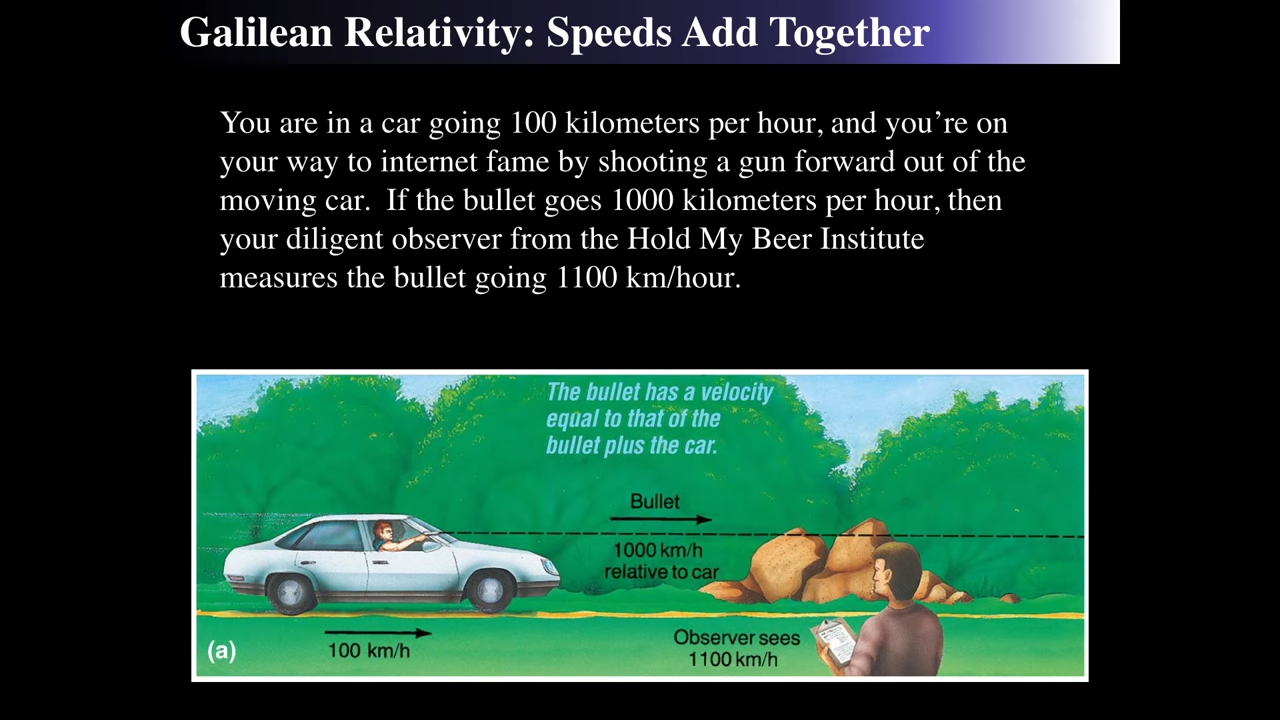 Galilean Relativity: Speeds Add Together
You are in a car going 100 kilometers per hour, and you’re on
your way to internet fame by shooting a gun forward out of the
moving car.  If the bullet goes 1000 kilometers per hour, then
your diligent observer from the Hold My Beer Institute
measures the bullet going 1100 km/hour.
The bullet has a velocity
equal to that of the
bullet plus the car.
Bullet
1000 km/h
relative to car
(a)
100 km/h
Observer sees
1100 km/h